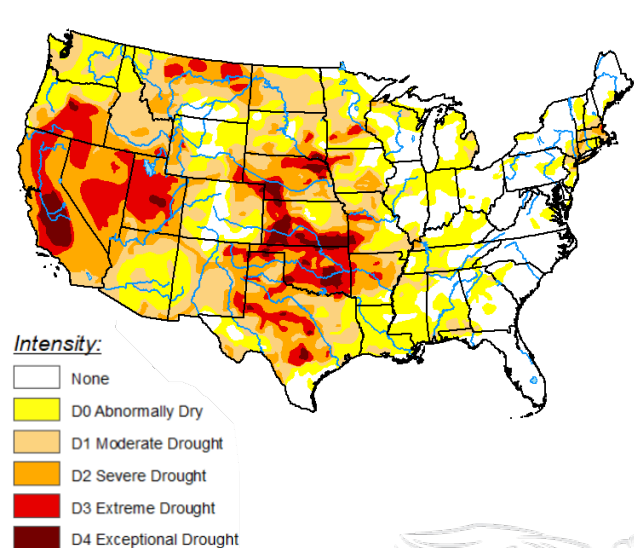 Intensity:
None
D0 Abnormally Dry
D1 Moderate Drought
D2 Severe Drought
D3 Extreme Drought
D4 Exceptional Drought